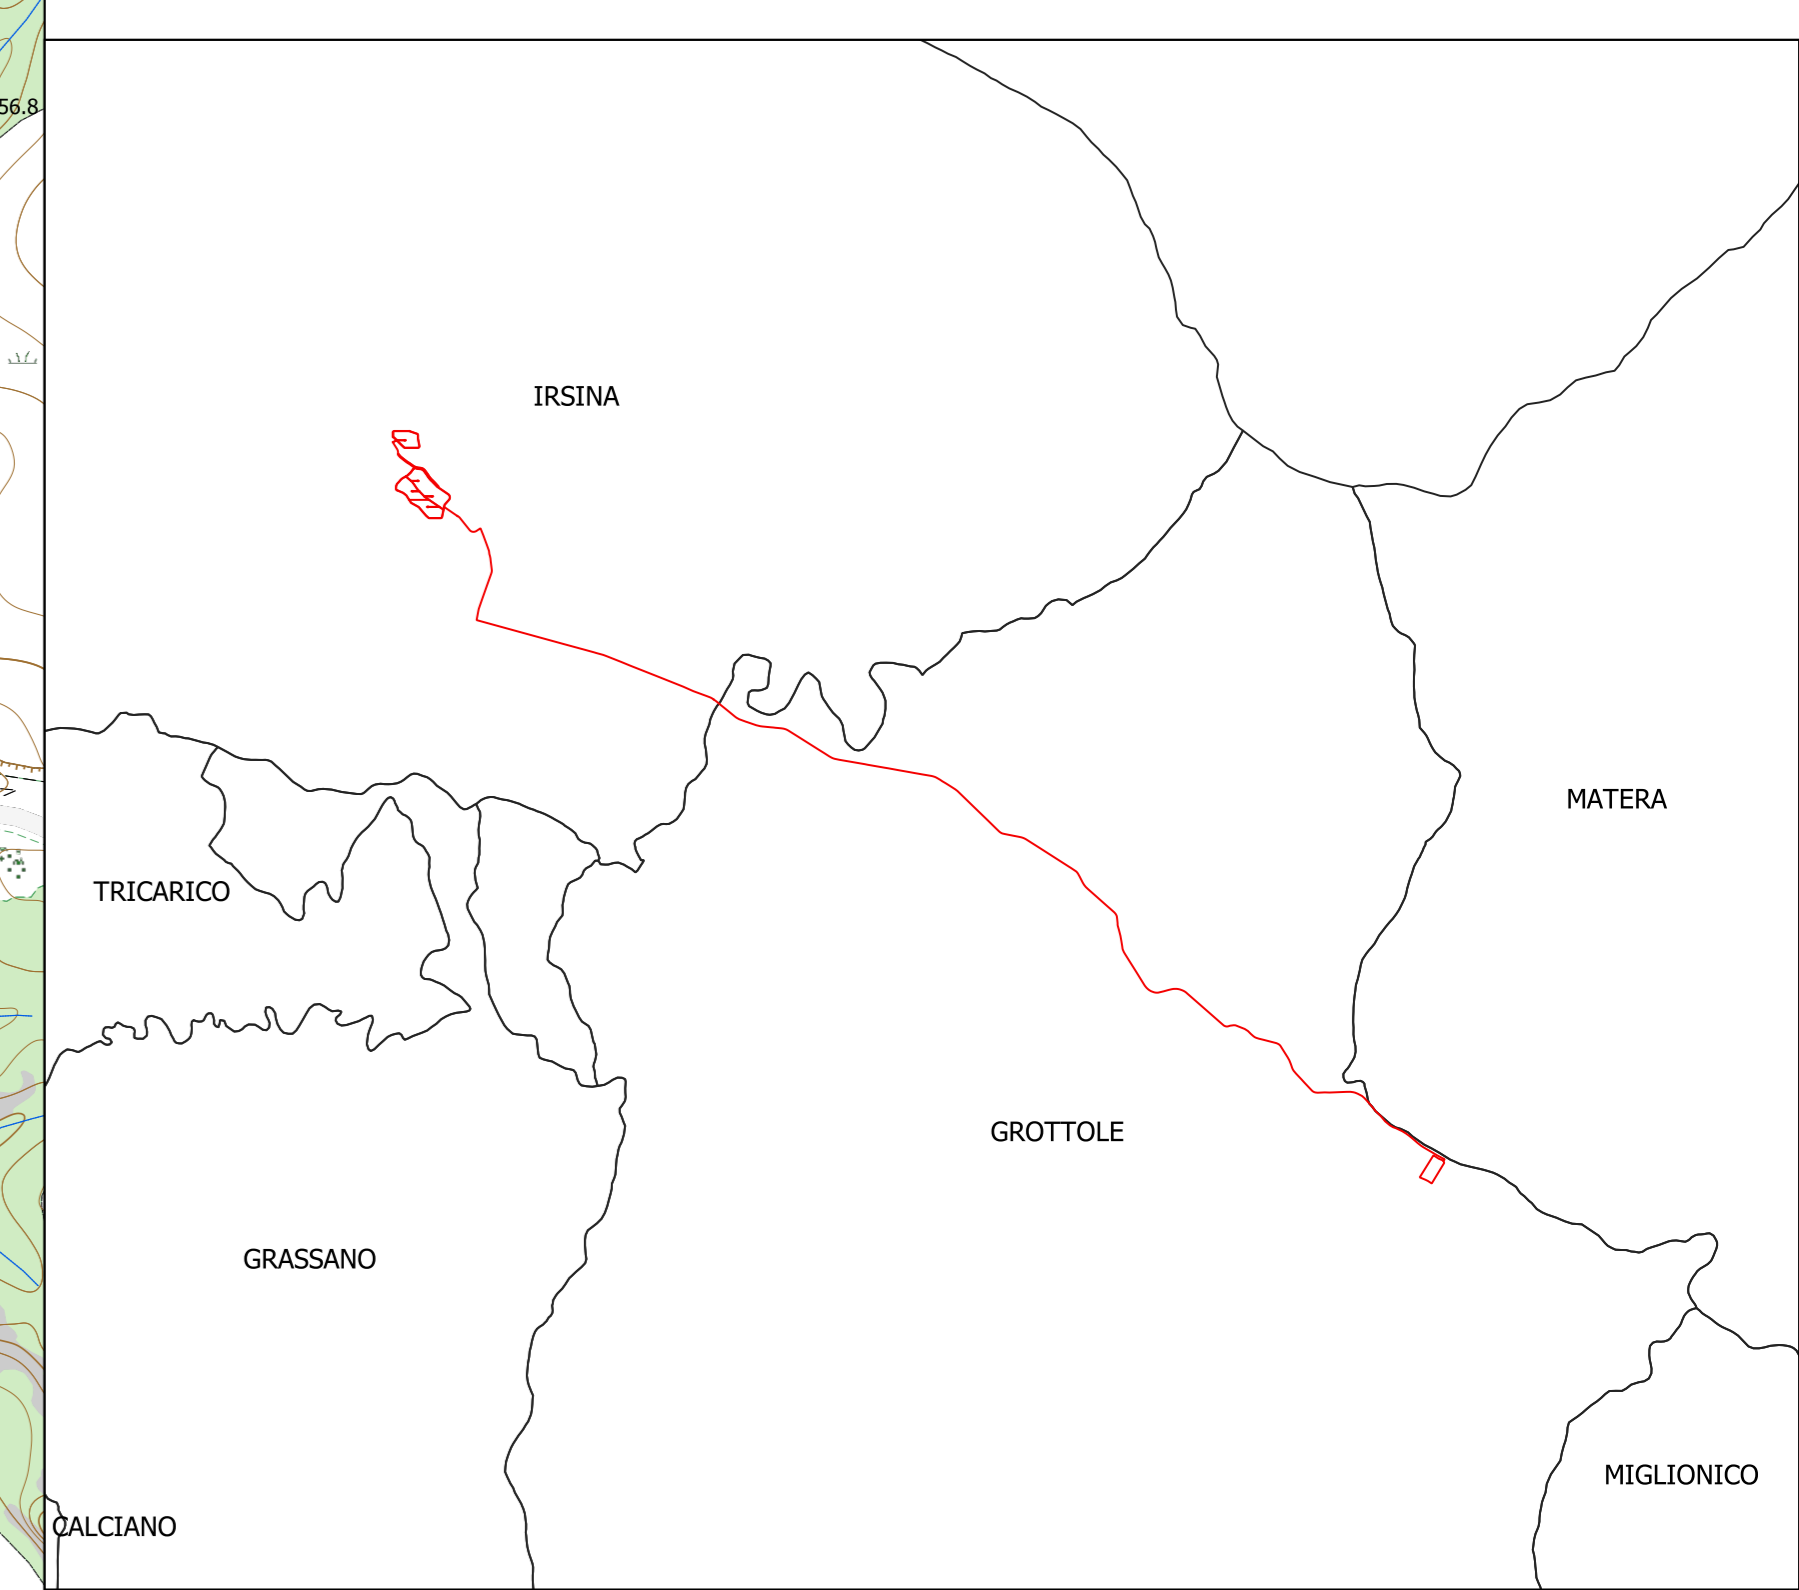 56.8
IRSINA
MATERA
TRICARICO
GROTTOLE
GRASSANO
MIGLIONICO
CALCIANO